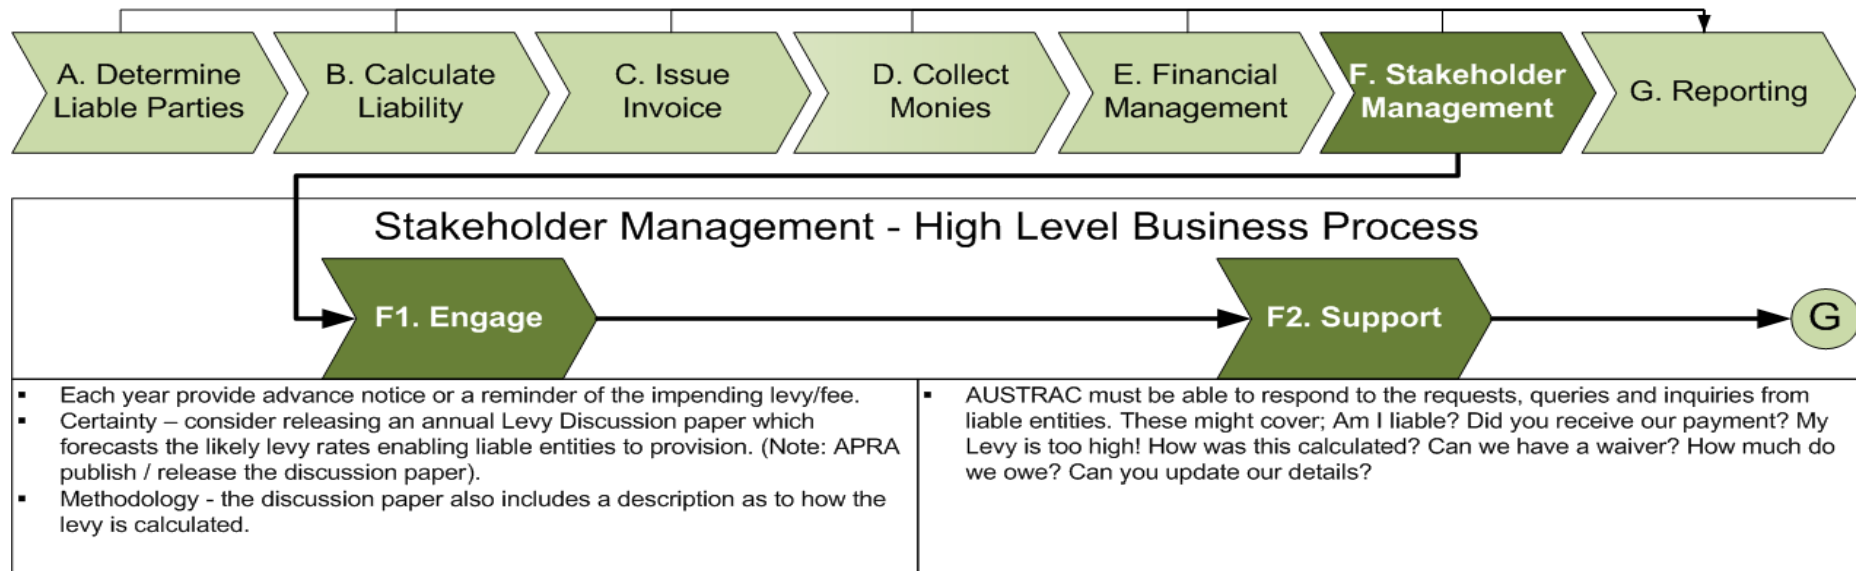 A. Determine
Liable Parties
B. Calculate
Liability
C. Issue
Invoice
D. Collect
Monies
E. Financial
Management
F. Stakeholder
Management
G. Reporting
Stakeholder Management - High Level Business Process
F1. Engage
F2. Support
G
▪ Each year provide advance notice or a reminder of the impending levy/fee.
▪ Certainty – consider releasing an annual Levy Discussion paper which
forecasts the likely levy rates enabling liable entities to provision. (Note: APRA
publish / release the discussion paper).
▪ Methodology - the discussion paper also includes a description as to how the
levy is calculated.
▪ AUSTRAC must be able to respond to the requests, queries and inquiries from
liable entities. These might cover; Am I liable? Did you receive our payment? My
Levy is too high! How was this calculated? Can we have a waiver? How much do
we owe? Can you update our details?